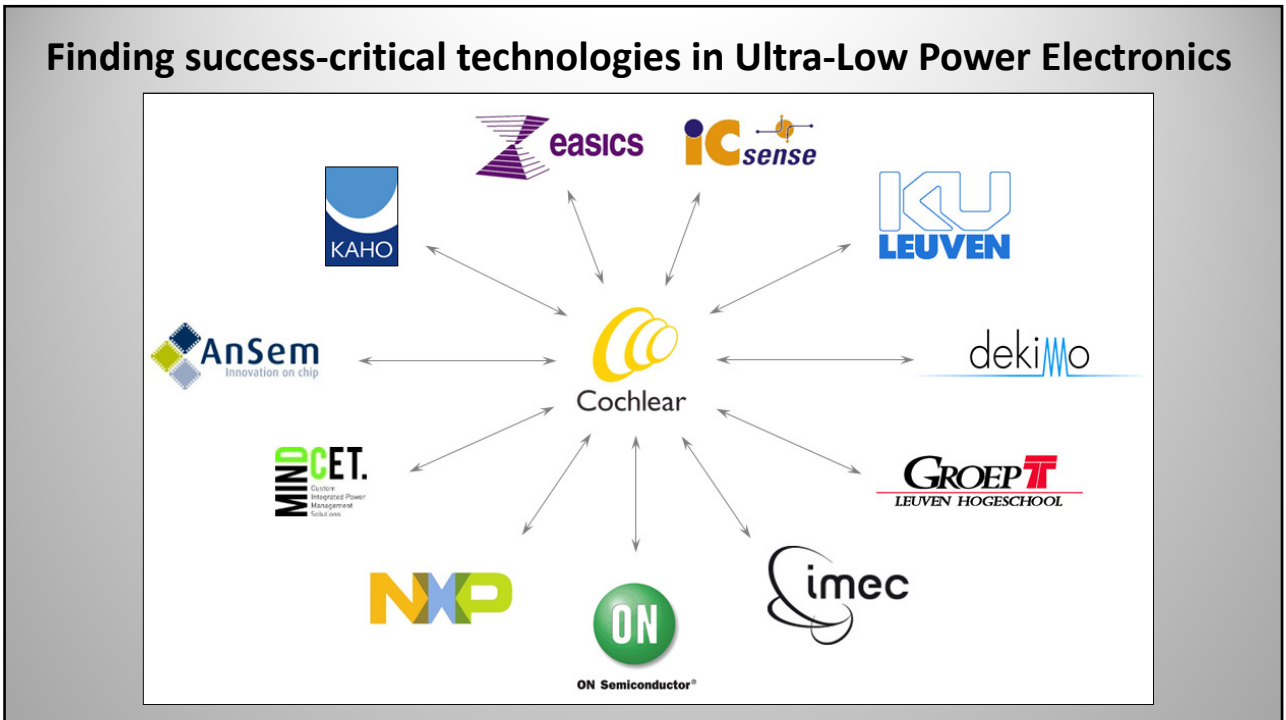 Finding success-critical technologies in Ultra-Low Power Electronics
easics
iC sense
KAHO
KU
LEUVEN
AnSem
Innovation on chip
Cochlear
dekimo
MINDCET.
Custom
Integrated Power
Management
Solutions
GROEP T
LEUVEN HOGESCHOOL
NXP
ON
ON Semiconductor®
imec